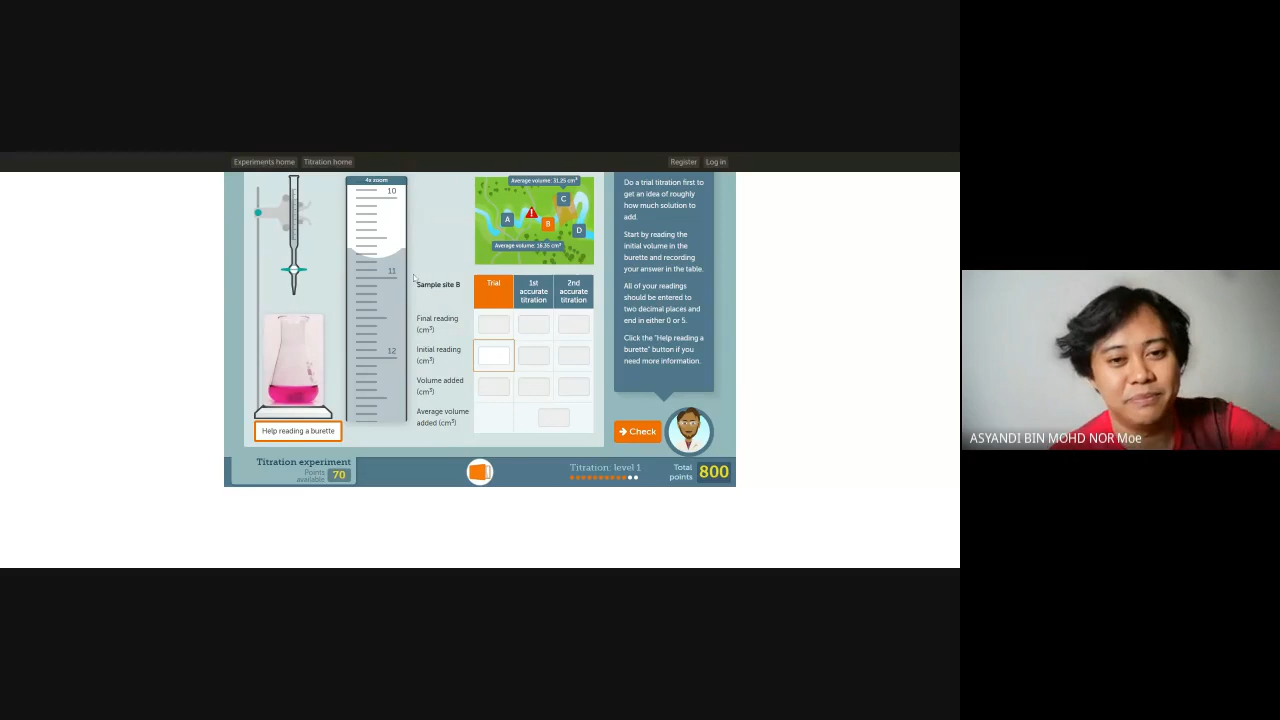 Experiments home
Titration home
Register
Log in
4x zoom
10
11
12
Help reading a burette
Average volume: 31.25 cm³
A
B
C
D
Average volume: 16.35 cm³
Sample site B
Trial
1st
accurate
titration
2nd
accurate
titration
Final reading
(cm³)
Initial reading
(cm³)
Volume added
(cm³)
Average volume
added (cm³)
Do a trial titration first to
get an idea of roughly
how much solution to
add.
Start by reading the
initial volume in the
burette and recording
your answer in the table.
All of your readings
should be entered to
two decimal places and
end in either 0 or 5.
Click the "Help reading a
burette" button if you
need more information.
Check
Titration experiment
Points
available
70
Titration: level 1
Total
points
800
ASYANDI BIN MOHD NOR Moe